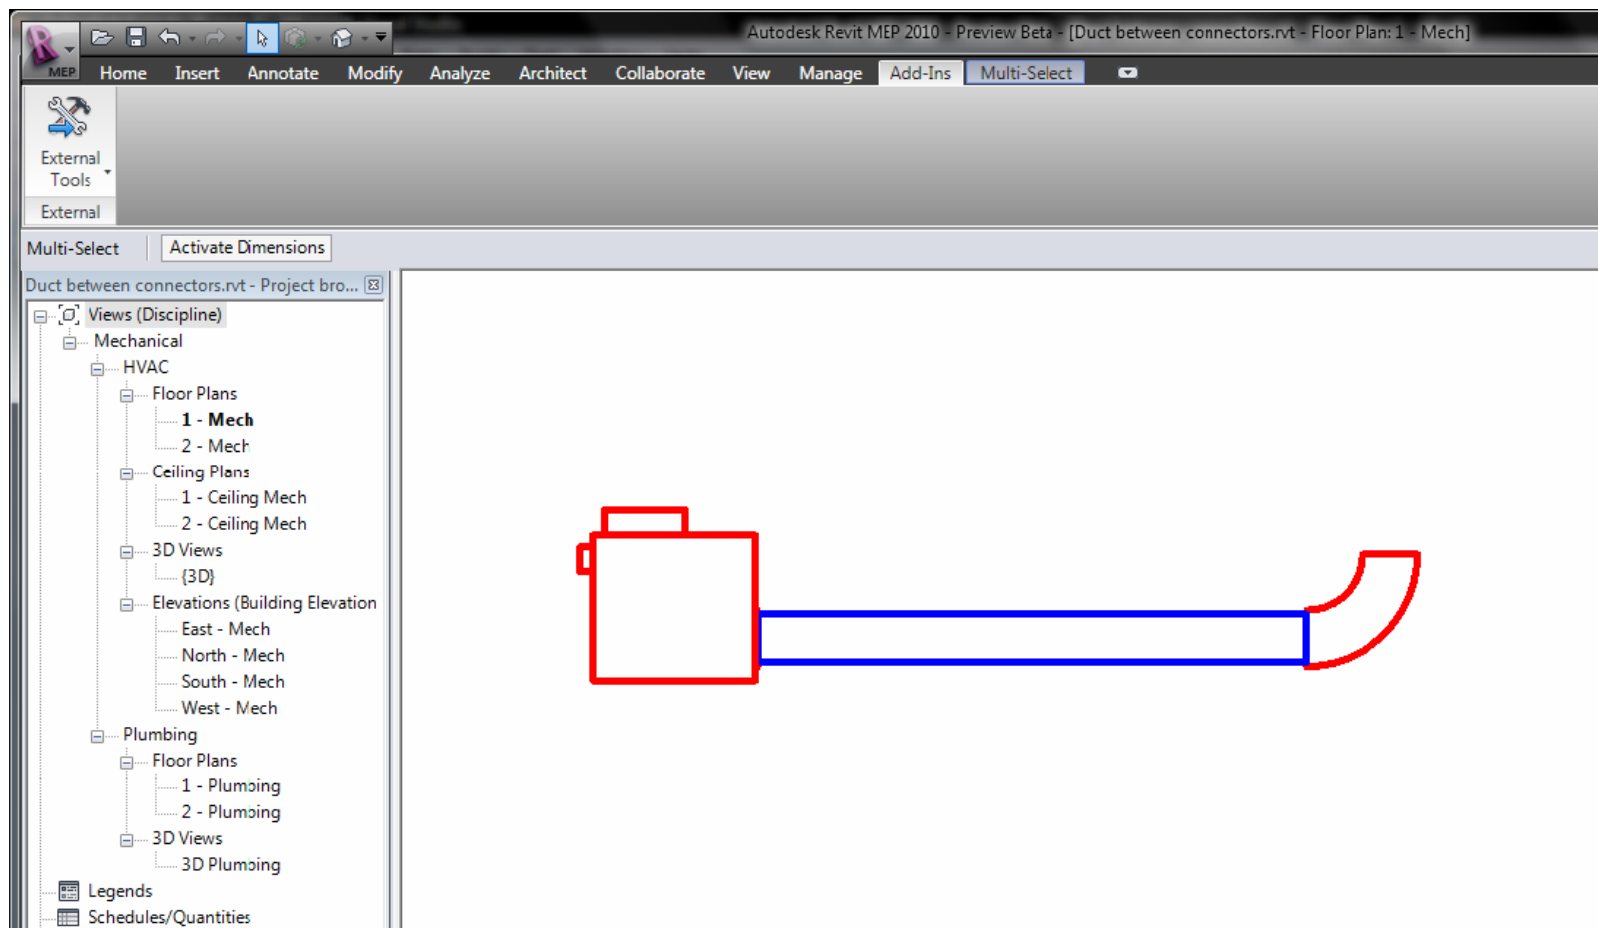 Autodesk Revit MEP 2010 - Preview Beta - [Duct between connectors.rvt - Floor Plan: 1 - Mech]
MEP Home Insert Annotate Modify Analyze Architect Collaborate View Manage Add-Ins Multi-Select
External
Tools
External
Multi-Select Activate Dimensions
Duct between connectors.rvt - Project bro...
Views (Discipline)
Mechanical
HVAC
Floor Plans
1 - Mech
2 - Mech
Ceiling Plans
1 - Ceiling Mech
2 - Ceiling Mech
3D Views
{3D}
Elevations (Building Elevation
East - Mech
North - Mech
South - Mech
West - Mech
Plumbing
Floor Plans
1 - Plumbing
2 - Plumbing
3D Views
3D Plumbing
Legends
Schedules/Quantities